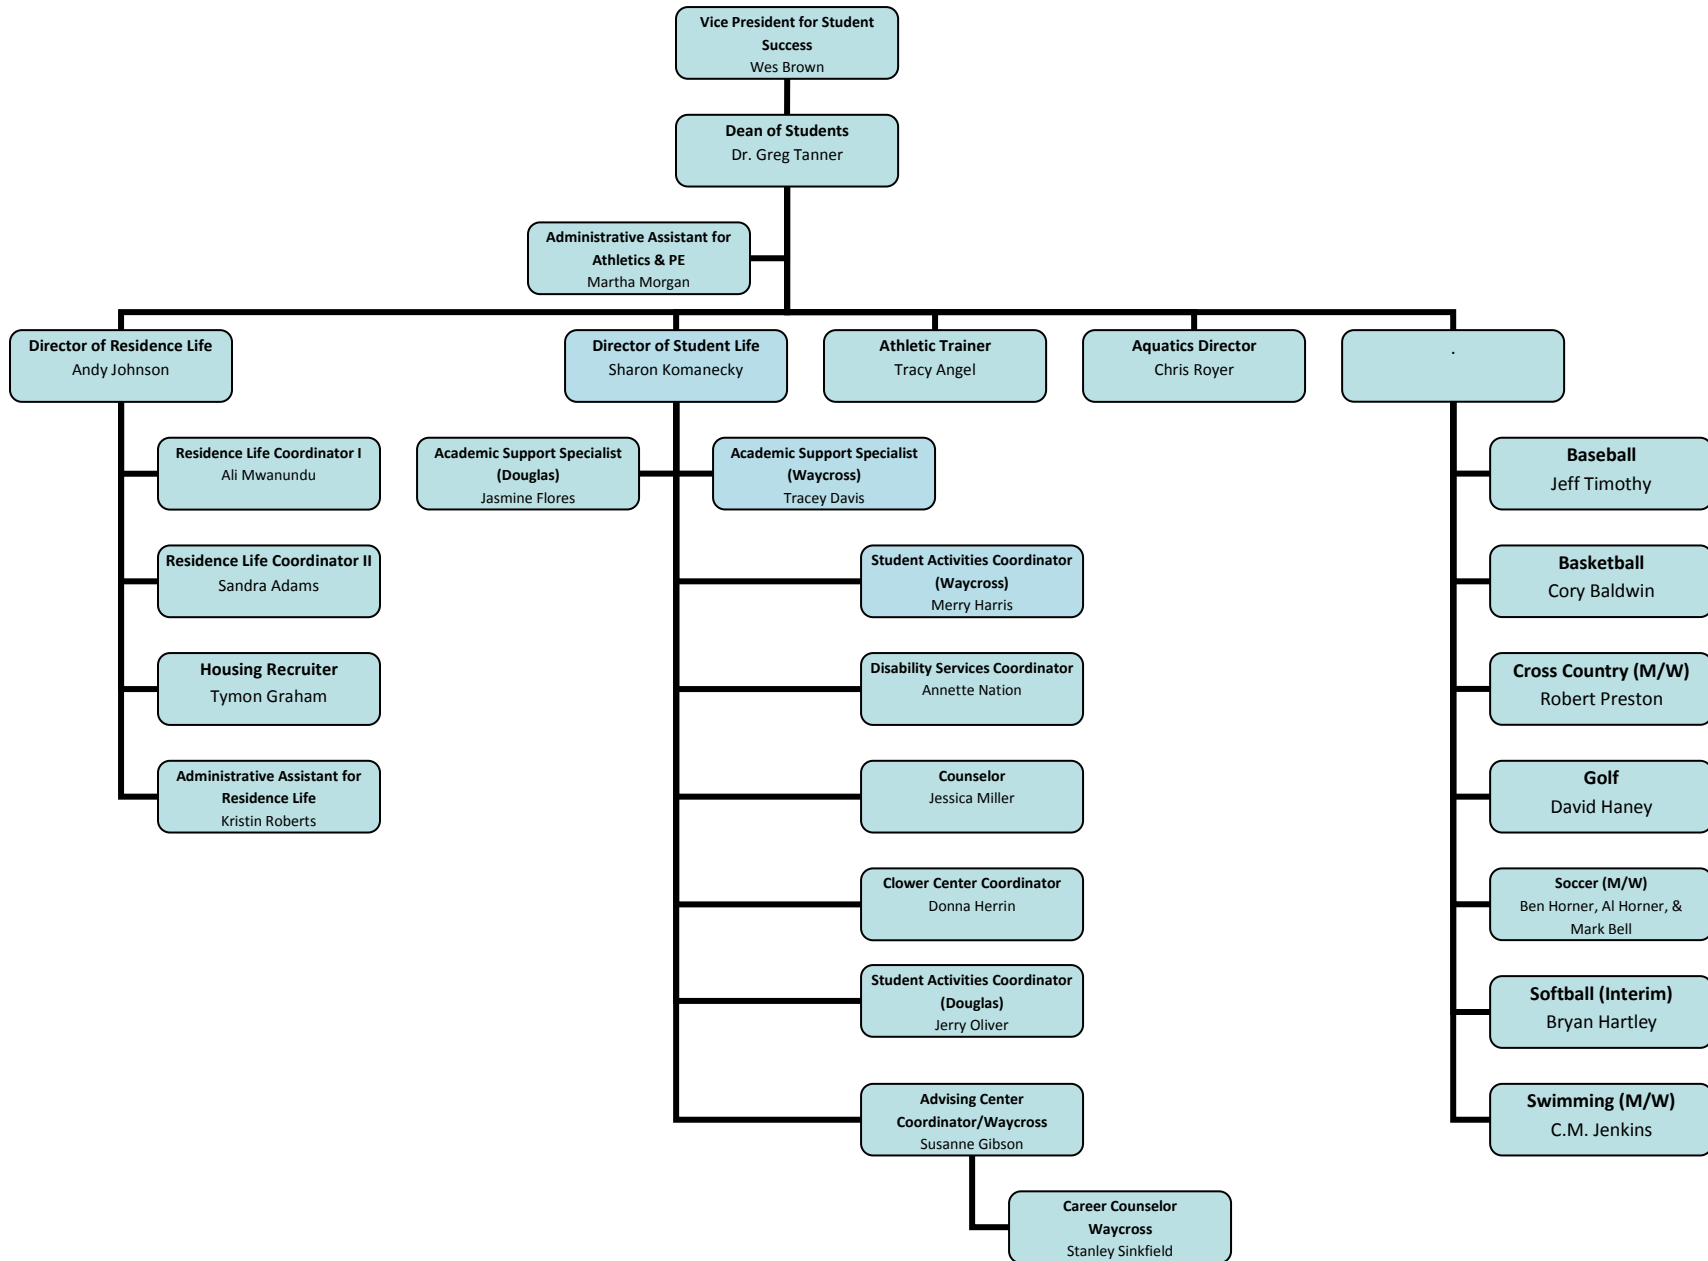 Vice President for Student
Success
Wes Brown
Dean of Students
Dr. Greg Tanner
Administrative Assistant for
Athletics & PE
Martha Morgan
Director of Residence Life
Andy Johnson
Director of Student Life
Sharon Komanecky
Athletic Trainer
Tracy Angel
Aquatics Director
Chris Royer
.
Residence Life Coordinator I
Ali Mwanundu
Residence Life Coordinator II
Sandra Adams
Housing Recruiter
Tymon Graham
Administrative Assistant for
Residence Life
Kristin Roberts
Academic Support Specialist
(Douglas)
Jasmine Flores
Academic Support Specialist
(Waycross)
Tracey Davis
Student Activities Coordinator
(Waycross)
Merry Harris
Disability Services Coordinator
Annette Nation
Counselor
Jessica Miller
Clower Center Coordinator
Donna Herrin
Student Activities Coordinator
(Douglas)
Jerry Oliver
Advising Center
Coordinator/Waycross
Susanne Gibson
Career Counselor
Waycross
Stanley Sinkfield
Baseball
Jeff Timothy
Basketball
Cory Baldwin
Cross Country (M/W)
Robert Preston
Golf
David Haney
Soccer (M/W)
Ben Horner, Al Horner, &
Mark Bell
Softball (Interim)
Bryan Hartley
Swimming (M/W)
C.M. Jenkins